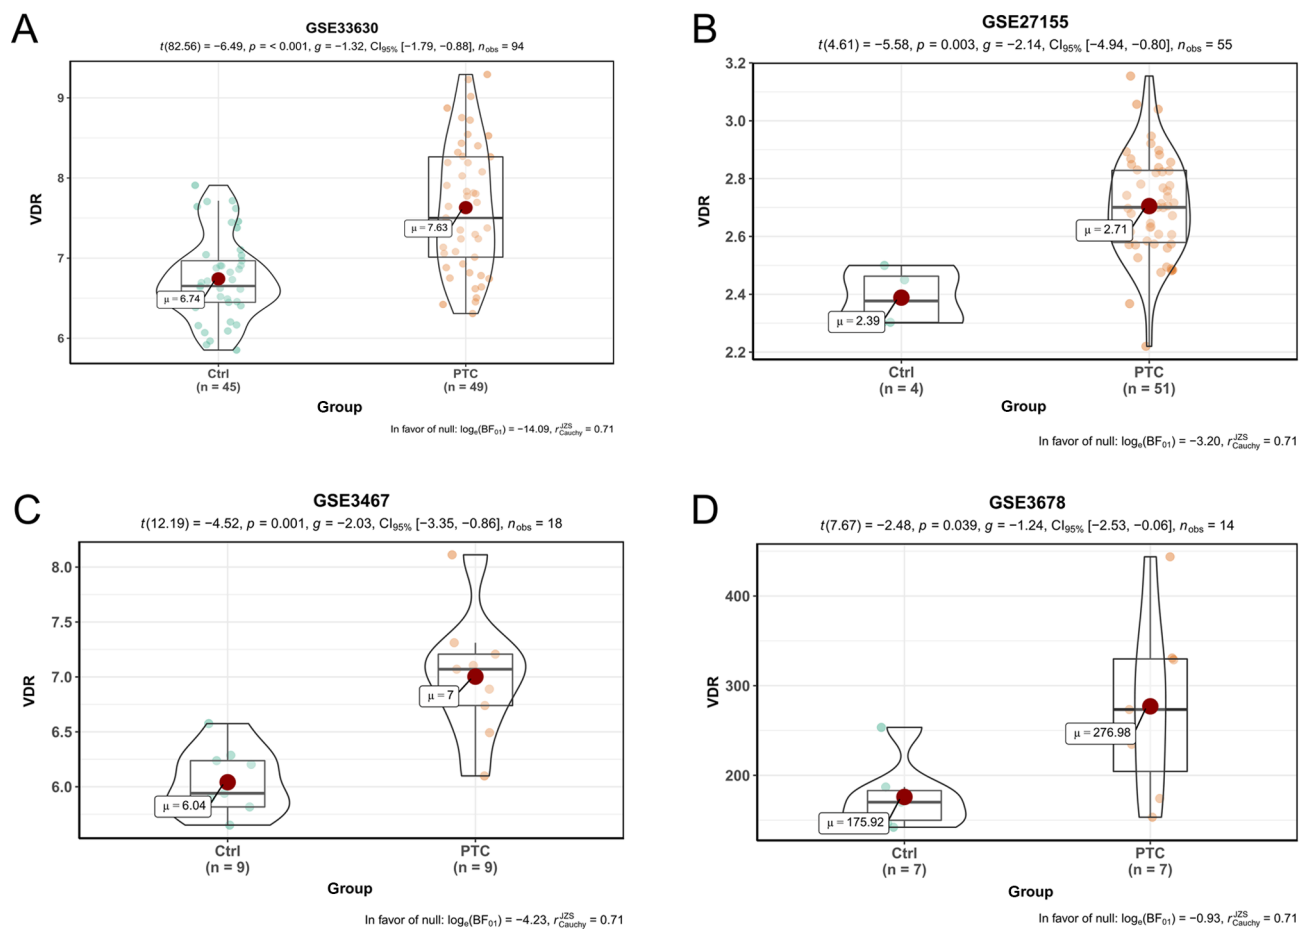 A
GSE33630
t(82.56) = −6.49, p = < 0.001, g = −1.32, CI95% [−1.79, −0.88], nobs = 94
VDR
9
8
7
6
μ = 6.74
μ = 7.63
Ctrl
(n = 45)
PTC
(n = 49)
Group
In favor of null: loge(BF01) = −14.09, rJZSCauchy = 0.71
B
GSE27155
t(4.61) = −5.58, p = 0.003, g = −2.14, CI95% [−4.94, −0.80], nobs = 55
VDR
3.2
3.0
2.8
2.6
2.4
2.2
μ = 2.39
μ = 2.71
Ctrl
(n = 4)
PTC
(n = 51)
Group
In favor of null: loge(BF01) = −3.20, rJZSCauchy = 0.71
C
GSE3467
t(12.19) = −4.52, p = 0.001, g = −2.03, CI95% [−3.35, −0.86], nobs = 18
VDR
8.0
7.5
7.0
6.5
6.0
μ = 6.04
μ = 7
Ctrl
(n = 9)
PTC
(n = 9)
Group
In favor of null: loge(BF01) = −4.23, rJZSCauchy = 0.71
D
GSE3678
t(7.67) = −2.48, p = 0.039, g = −1.24, CI95% [−2.53, −0.06], nobs = 14
VDR
400
300
200
μ = 175.92
μ = 276.98
Ctrl
(n = 7)
PTC
(n = 7)
Group
In favor of null: loge(BF01) = −0.93, rJZSCauchy = 0.71